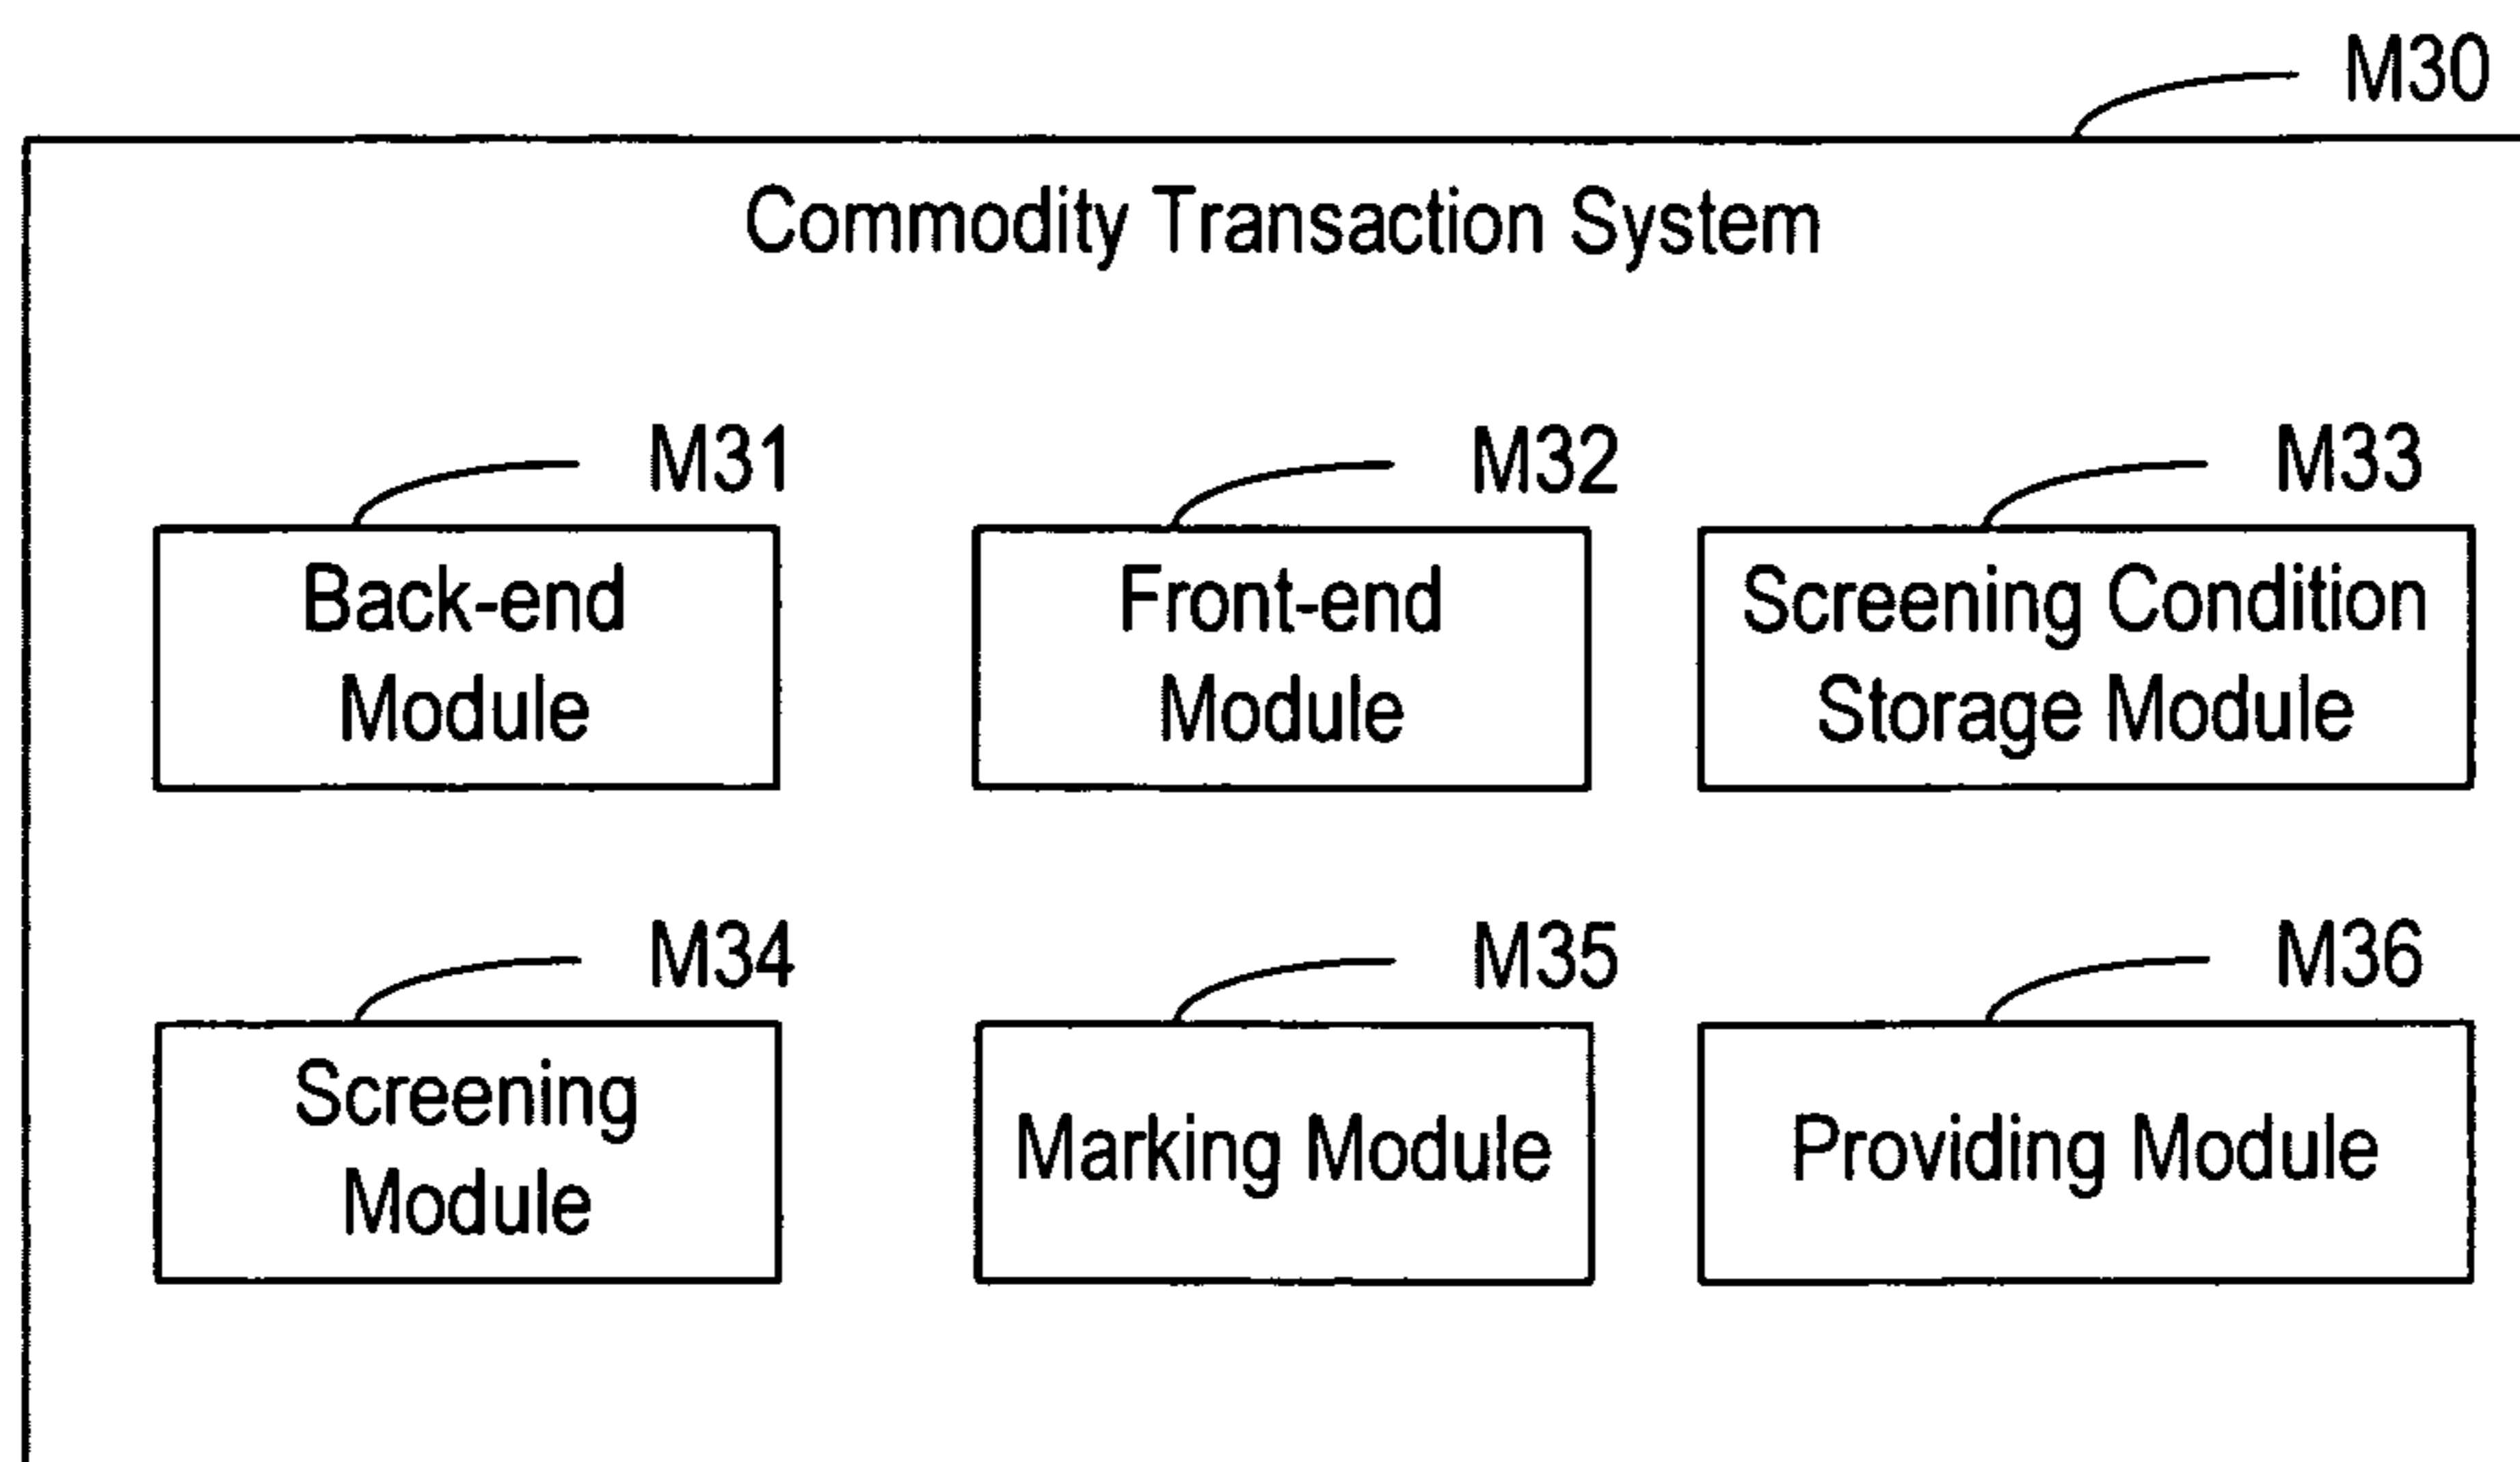 M30
Commodity Transaction System
M31
M32
M33
Back-end
Module
Front-end
Module
Screening Condition
Storage Module
M34
M35
M36
Screening
Module
Marking Module
Providing Module